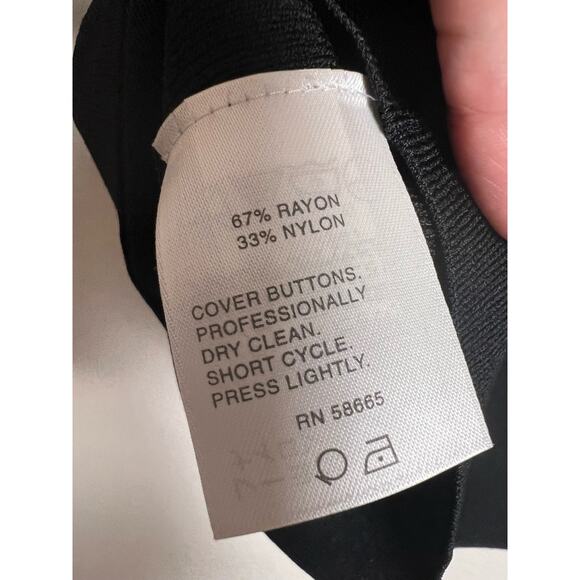 67% RAYON
33% NYLON
COVER BUTTONS.
PROFESSIONALLY
DRY CLEAN.
SHORT CYCLE.
PRESS LIGHTLY.
RN 58665